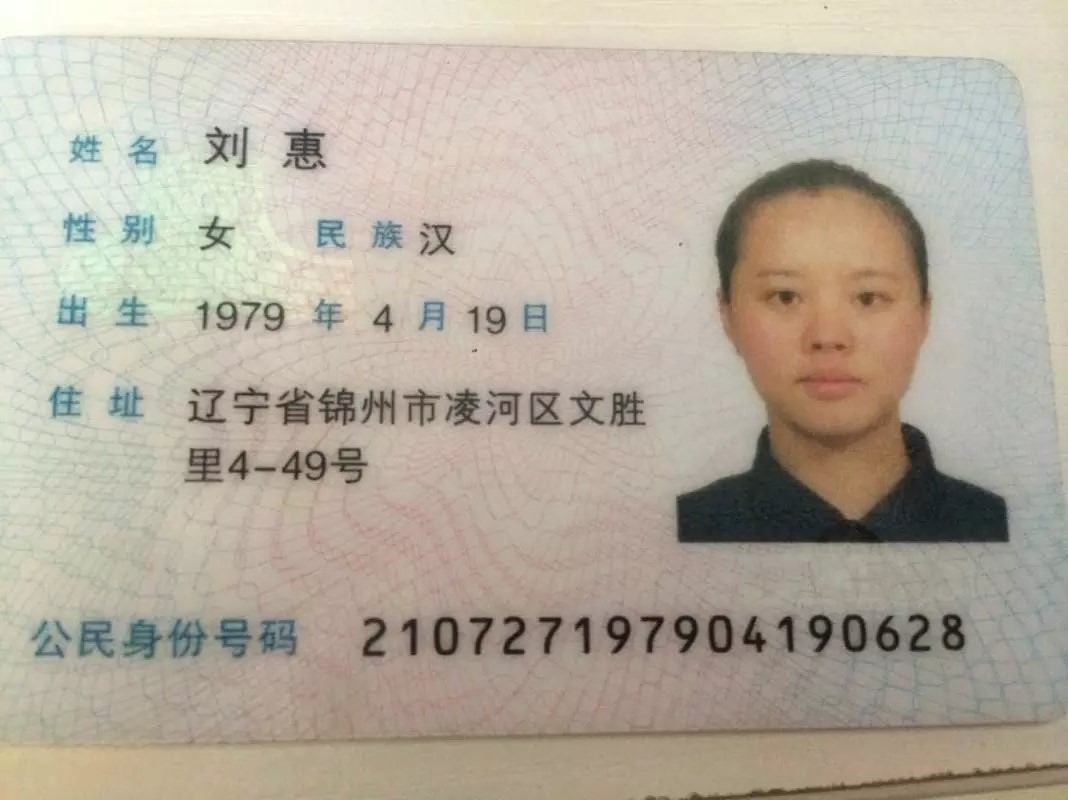 姓名 刘惠
性别 女 民族 汉
出生 1979 年 4 月 19 日
住址 辽宁省锦州市凌河区文胜
里4-49号
公民身份号码 210727197904190628